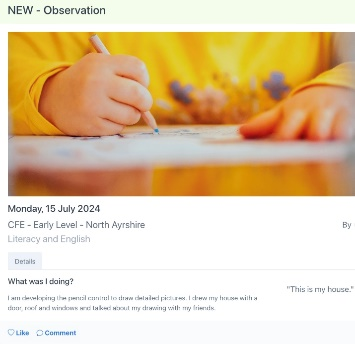 NEW - Observation
Monday, 15 July 2024
CFE - Early Level - North Ayrshire
By
Literacy and English
Details
What was I doing?
"This is my house."
I am developing the pencil control to draw detailed pictures. I drew my house with a
door, roof and windows and talked about my drawing with my friends.
Like Comment